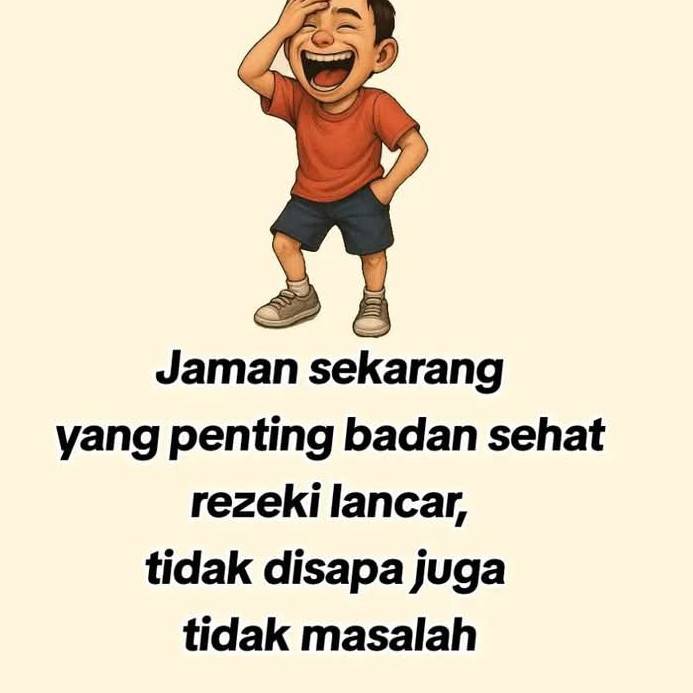 Jaman sekarang
yang penting badan sehat
rezeki lancar,
tidak disapa juga
tidak masalah